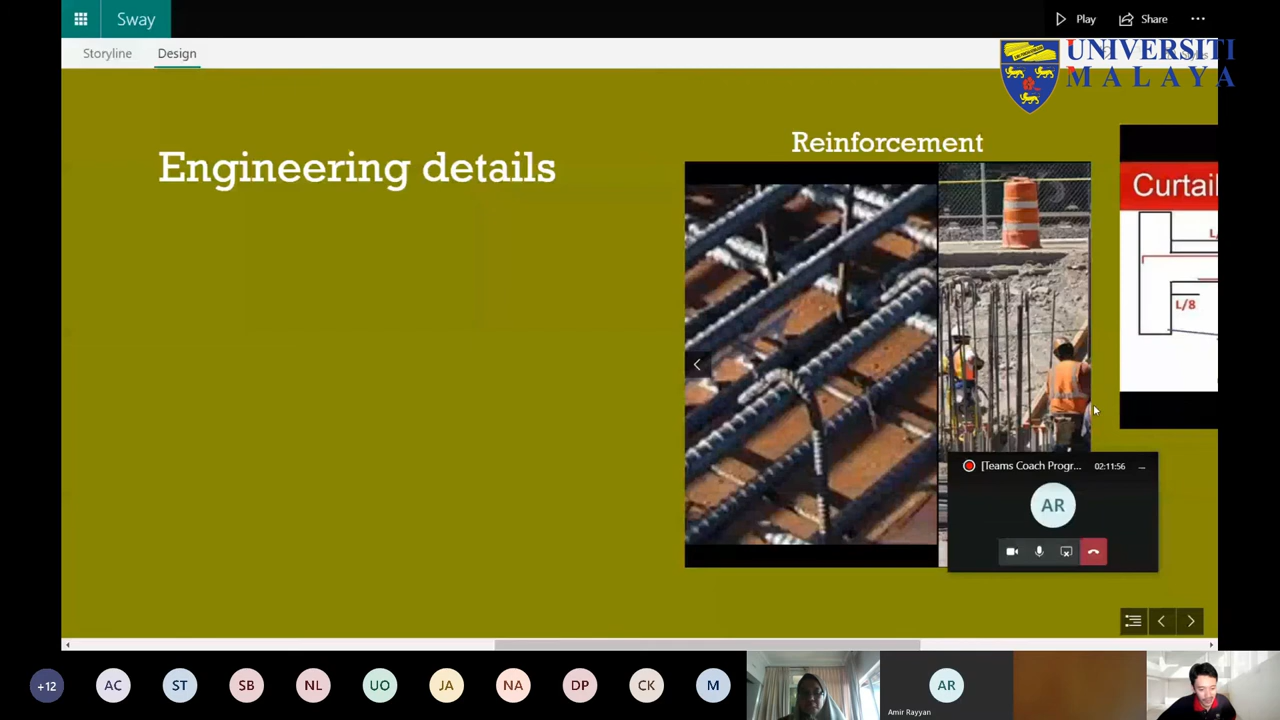 Sway
Play
Share
Storyline
Design
UNIVERSITI
MALAYA
Engineering details
Reinforcement
Curtail
L/8
[Teams Coach Progr...
02:11:56
AR
+12
AC
ST
SB
NL
UO
JA
NA
DP
CK
M
AR
Amir Rayyan